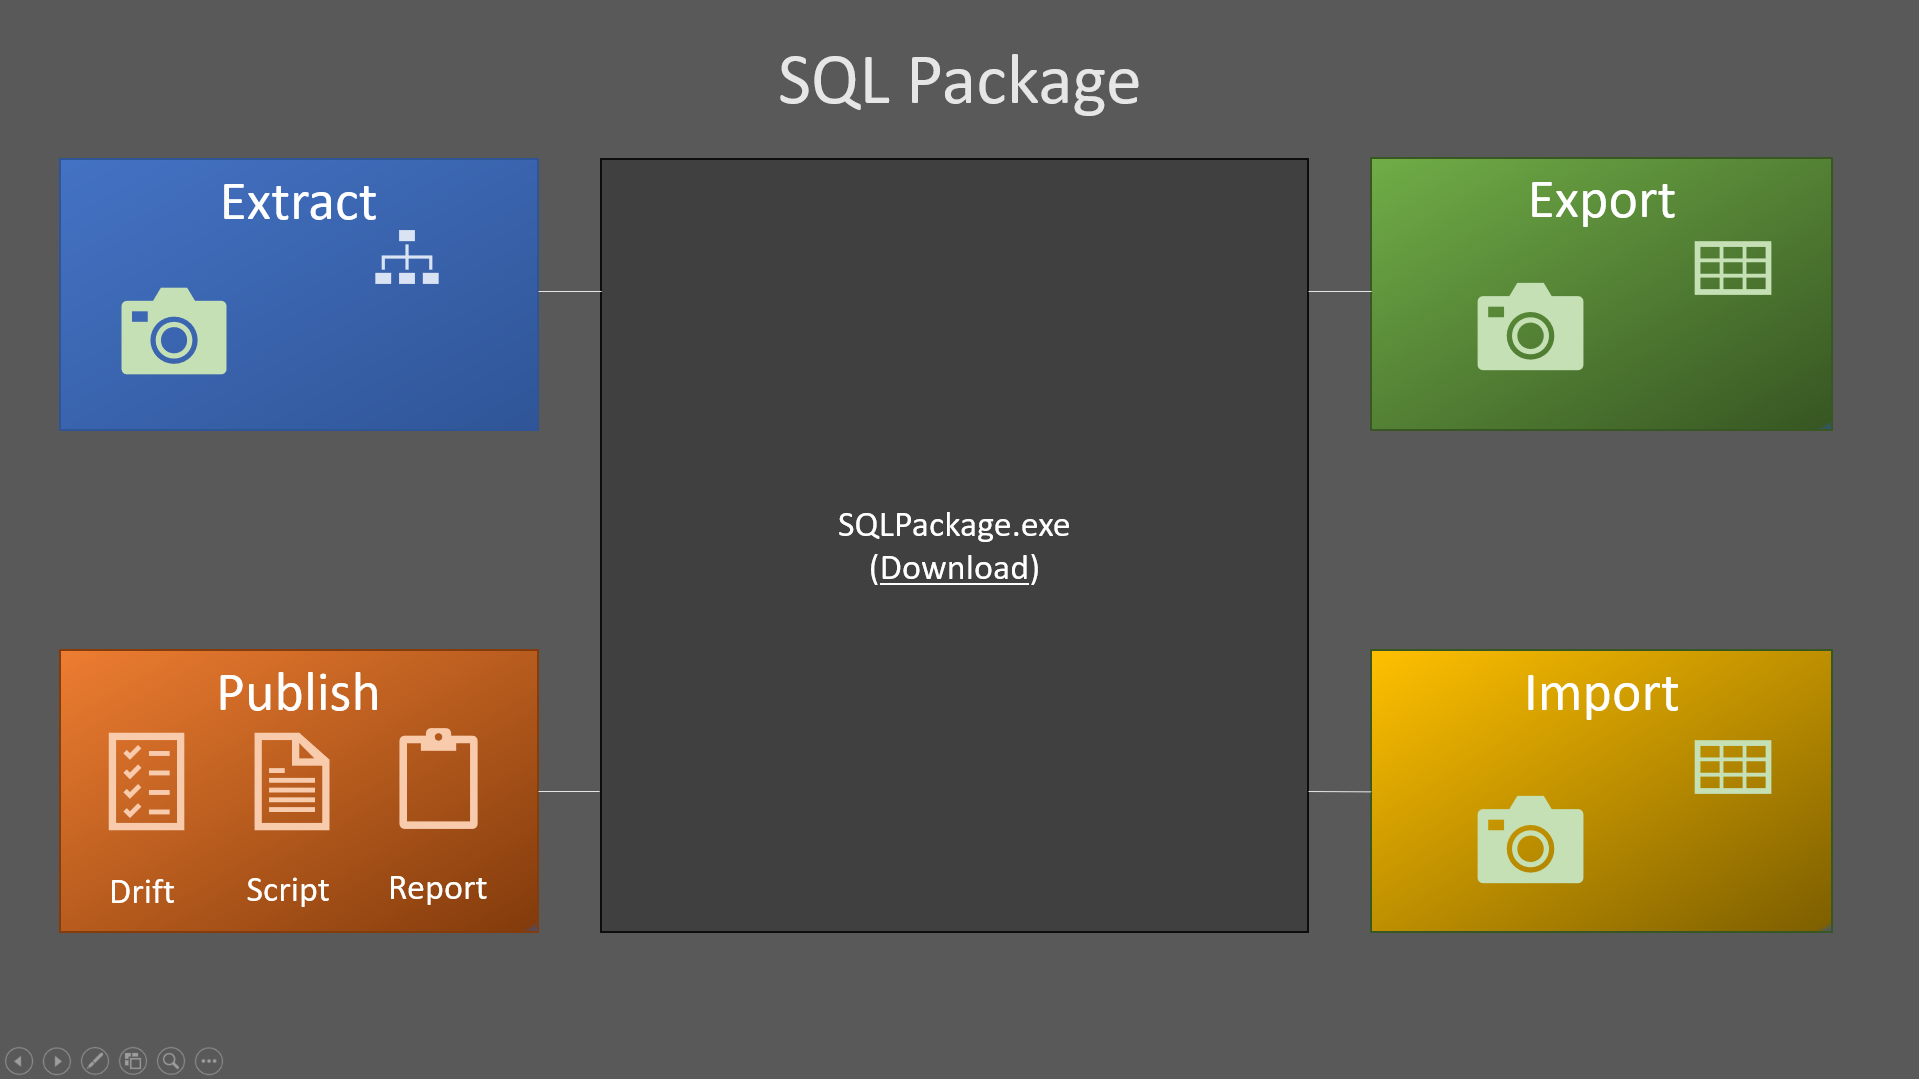 SQL Package
Extract
Export
SQLPackage.exe
(Download)
Publish
Drift
Script
Report
Import